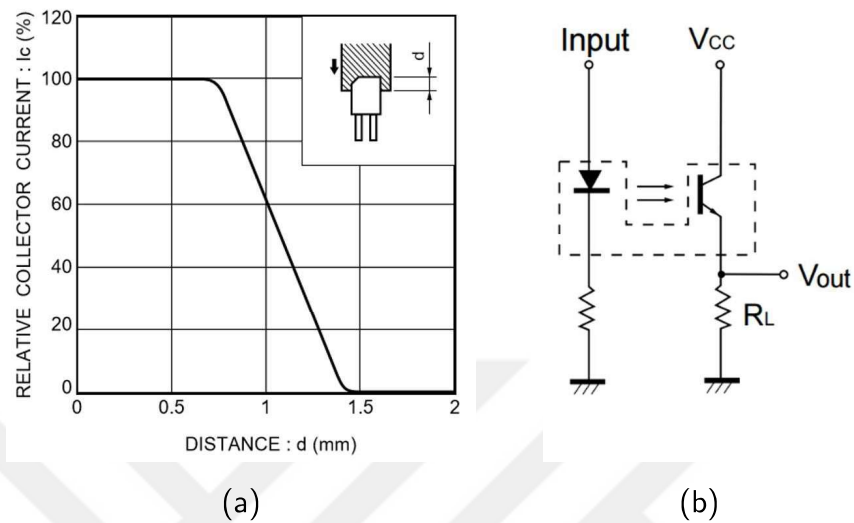 RELATIVE COLLECTOR CURRENT : Ic (%)
120
100
80
60
40
20
0
0 0.5 1 1.5 2
DISTANCE : d (mm)
d
(a)
Input Vcc
Vout
RL
(b)